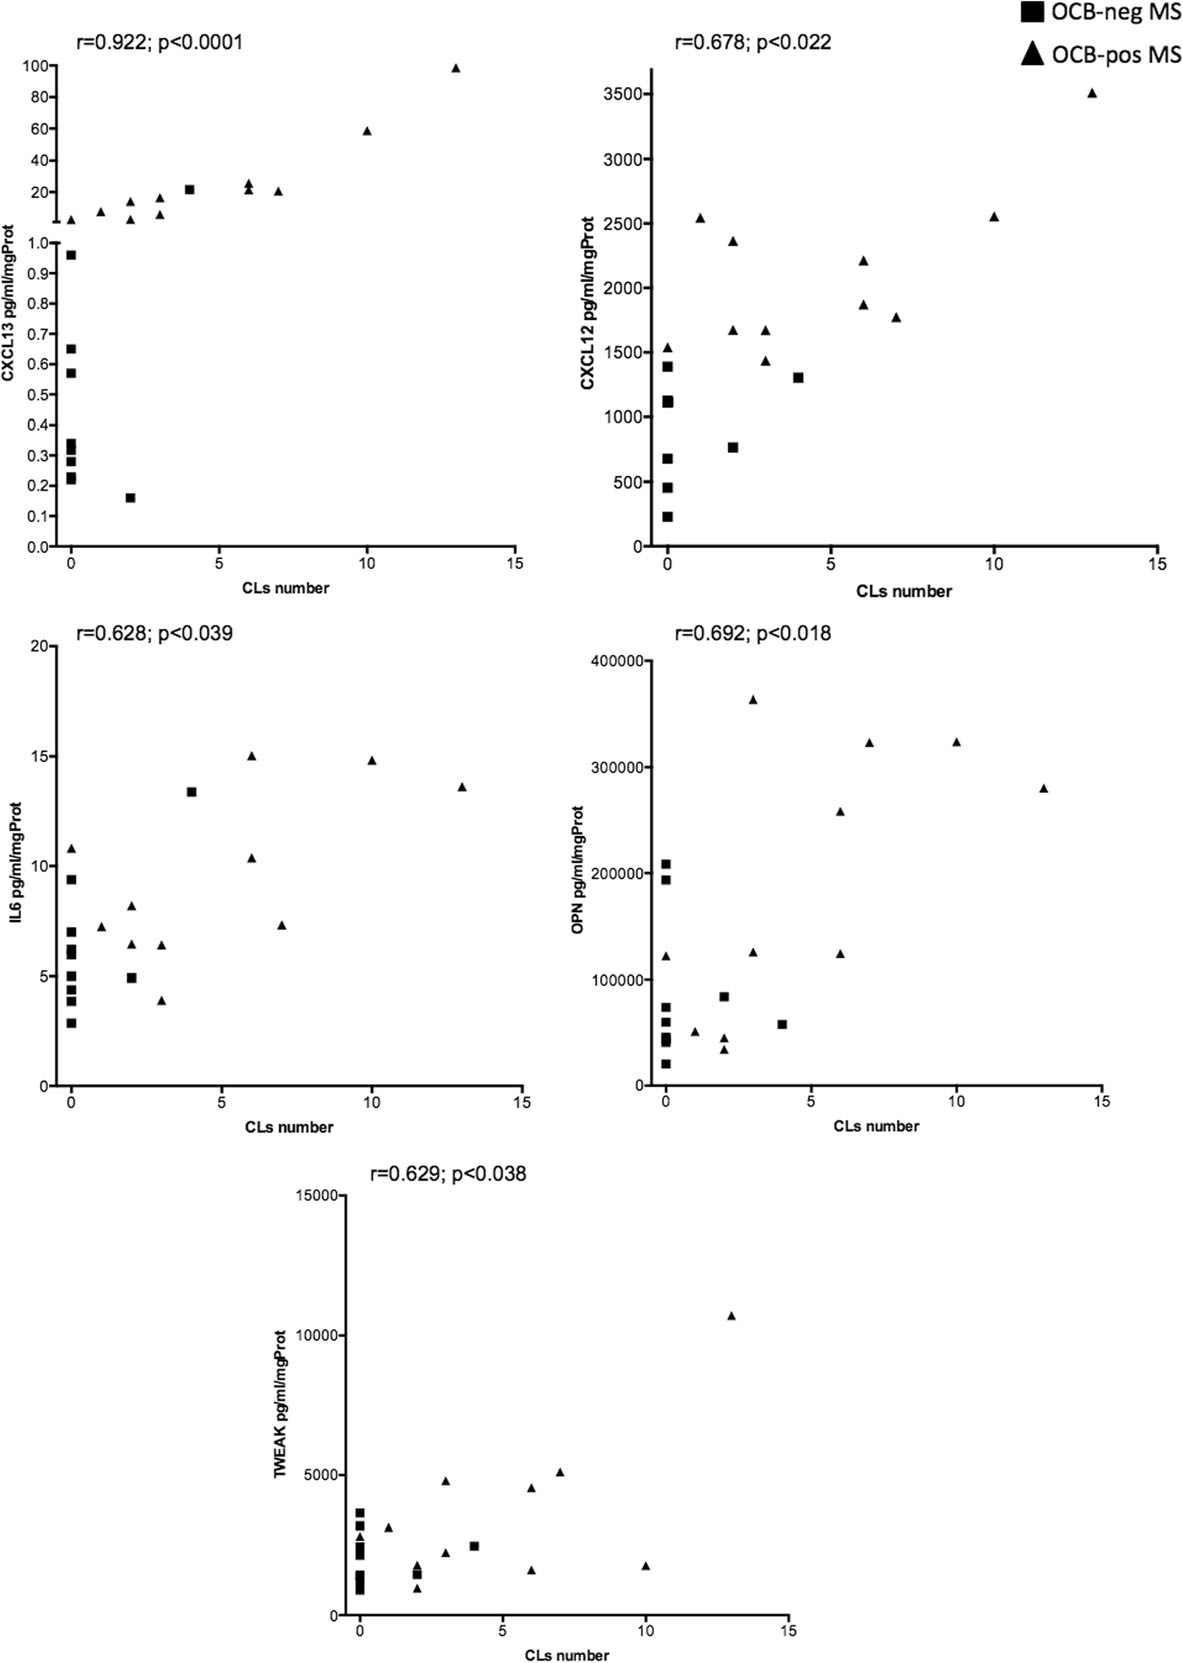 OCB-neg MS
OCB-pos MS
r=0.922; p<0.0001
100
80
60
40
20
1.0
0.9
0.8
0.7
0.6
0.5
0.4
0.3
0.2
0.1
0.0
CXCL13 pg/ml/mgProt
0 5 10 15
CLs number
r=0.678; p<0.022
3500
3000
2500
2000
1500
1000
500
0
CXCL12 pg/ml/mgProt
0 5 10 15
CLs number
r=0.628; p<0.039
20
15
10
5
0
IL6 pg/ml/mgProt
0 5 10 15
CLs number
r=0.692; p<0.018
400000
300000
200000
100000
0
OPN pg/ml/mgProt
0 5 10 15
CLs number
r=0.629; p<0.038
15000
10000
5000
0
TWEAK pg/ml/mgProt
0 5 10 15
CLs number